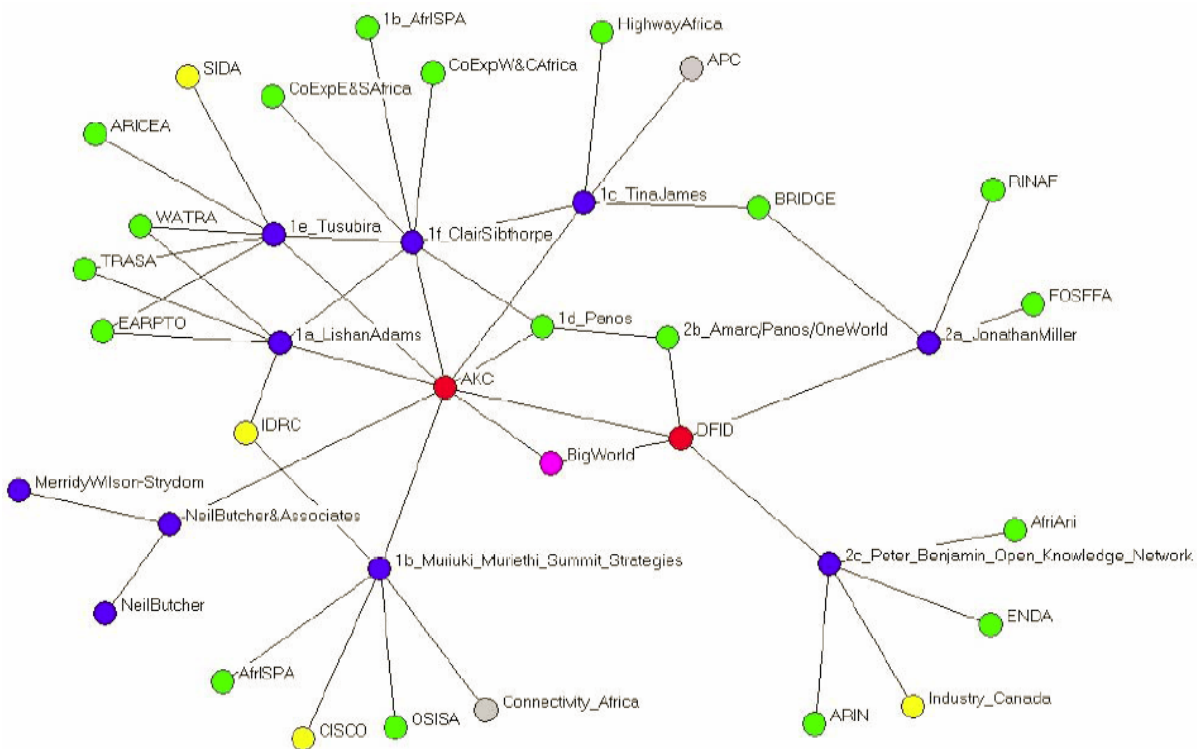 1b_AfrISPA
HighwayAfrica
SIDA
CoExpW&CAfrica
APC
CoExpE&SAfrica
ARICEA
RINAF
1c_TinaJames
BRIDGE
WATRA
1e_Tusubira
1f_ClairSibthorpe
TRASA
FOSFFA
EARPTO
1a_LishanAdams
1d_Panos
2b_Amarc/Panos/OneWorld
2a_JonathanMiller
AKC
IDRC
DFID
BigWorld
MerridyWilson-Strydom
NeilButcher&Associates
AfriAni
1b_Muriuki_Muriethi_Summit_Strategies
2c_Peter_Benjamin_Open_Knowledge_Network
NeilButcher
ENDA
AfrISPA
Connectivity_Africa
Industry_Canada
CISCO
OSISA
ARIN